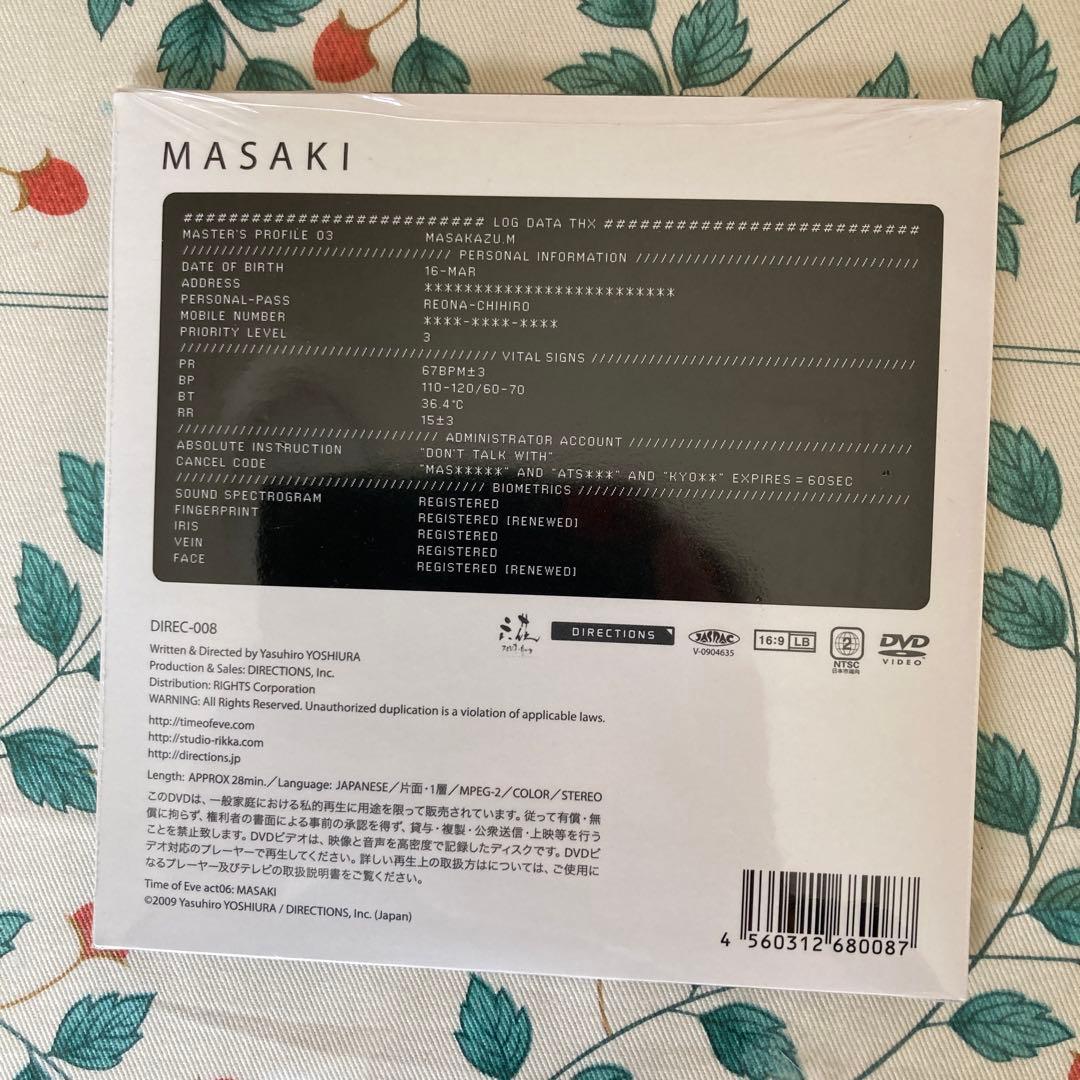 MASAKI
########################## LOG DATA THX ###########################
MASTER'S PROFILE 03 MASAKAZU.M
///////////////////////////////// PERSONAL INFORMATION ///////////////////////////////////
DATE OF BIRTH 16-MAR
ADDRESS *************************
PERSONAL-PASS REONA-CHIHIRO
MOBILE NUMBER ****-****-****
PRIORITY LEVEL 3
/////////////////////////////////////// VITAL SIGNS ////////////////////////////////////////
PR 67BPM±3
BP 110-120/60-70
BT 36.4°C
RR 15±3
//////////////////////////////// ADMINISTRATOR ACCOUNT ///////////////////////////////////
ABSOLUTE INSTRUCTION "DON'T TALK WITH"
CANCEL CODE "MAS*****" AND "ATS***" AND "KYO**" EXPIRES = 60SEC
////////////////////////////////////// BIOMETRICS /////////////////////////////////////////
SOUND SPECTROGRAM REGISTERED
FINGERPRINT REGISTERED [RENEWED]
IRIS REGISTERED
VEIN REGISTERED
FACE REGISTERED [RENEWED]
DIREC-008
DIRECTIONS
JASRAC
V-0904635
16:9 LB
2
NTSC
日本市場向
DVD
VIDEO
Written & Directed by Yasuhiro YOSHIURA
Production & Sales: DIRECTIONS, Inc.
Distribution: RIGHTS Corporation
WARNING: All Rights Reserved. Unauthorized duplication is a violation of applicable laws.
http://timeofeve.com
http://studio-rikka.com
http://directions.jp
Length: APPROX 28min.／Language: JAPANESE／片面・1層／MPEG-2／COLOR／STEREO
このDVDは、一般家庭における私的再生に用途を限って販売されています。従って有償・無
償に拘らず、権利者の書面による事前の承認を得ず、貸与・複製・公衆送信・上映等を行う
ことを禁止致します。DVDビデオは、映像と音声を高密度で記録したディスクです。DVDビ
デオ対応のプレーヤーで再生してください。詳しい再生上の取扱方はについては、ご使用に
なるプレーヤー及びテレビの取扱説明書をご覧ください。
Time of Eve act06: MASAKI
©2009 Yasuhiro YOSHIURA / DIRECTIONS, Inc. (Japan)
4 560312 680087